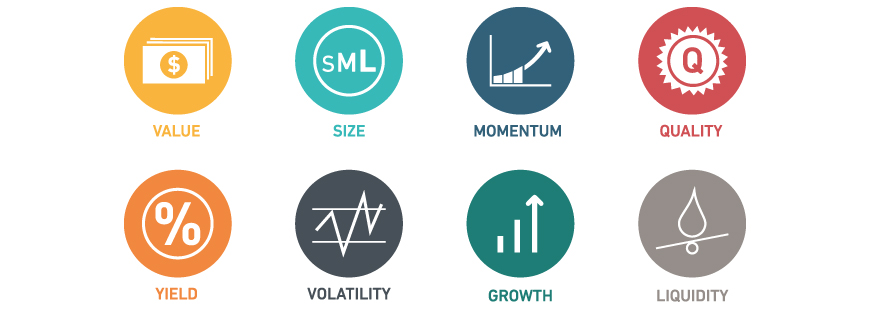 $
SML
Q
VALUE
SIZE
MOMENTUM
QUALITY
%
YIELD
VOLATILITY
GROWTH
LIQUIDITY